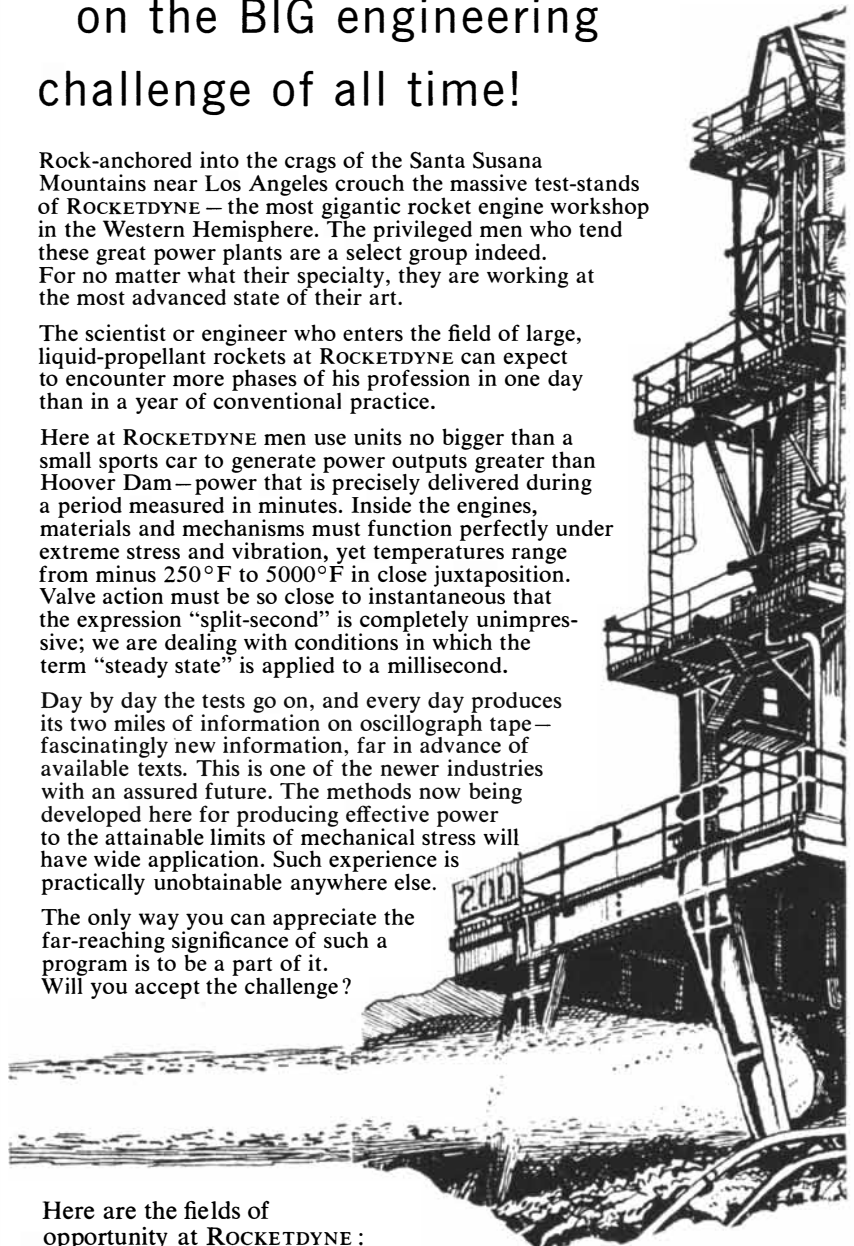 on the BIG engineering
challenge of all time!
Rock-anchored into the crags of the Santa Susana
Mountains near Los Angeles crouch the massive test-stands
of ROCKETDYNE — the most gigantic rocket engine workshop
in the Western Hemisphere. The privileged men who tend
these great power plants are a select group indeed.
For no matter what their specialty, they are working at
the most advanced state of their art.
The scientist or engineer who enters the field of large,
liquid-propellant rockets at ROCKETDYNE can expect
to encounter more phases of his profession in one day
than in a year of conventional practice.
Here at ROCKETDYNE men use units no bigger than a
small sports car to generate power outputs greater than
Hoover Dam—power that is precisely delivered during
a period measured in minutes. Inside the engines,
materials and mechanisms must function perfectly under
extreme stress and vibration, yet temperatures range
from minus 250°F to 5000°F in close juxtaposition.
Valve action must be so close to instantaneous that
the expression “split-second” is completely unimpres-
sive; we are dealing with conditions in which the
term “steady state” is applied to a millisecond.
Day by day the tests go on, and every day produces
its two miles of information on oscillograph tape—
fascinatingly new information, far in advance of
available texts. This is one of the newer industries
with an assured future. The methods now being
developed here for producing effective power
to the attainable limits of mechanical stress will
have wide application. Such experience is
practically unobtainable anywhere else.
200
The only way you can appreciate the
far-reaching significance of such a
program is to be a part of it.
Will you accept the challenge?
Here are the fields of
opportunity at ROCKETDYNE: